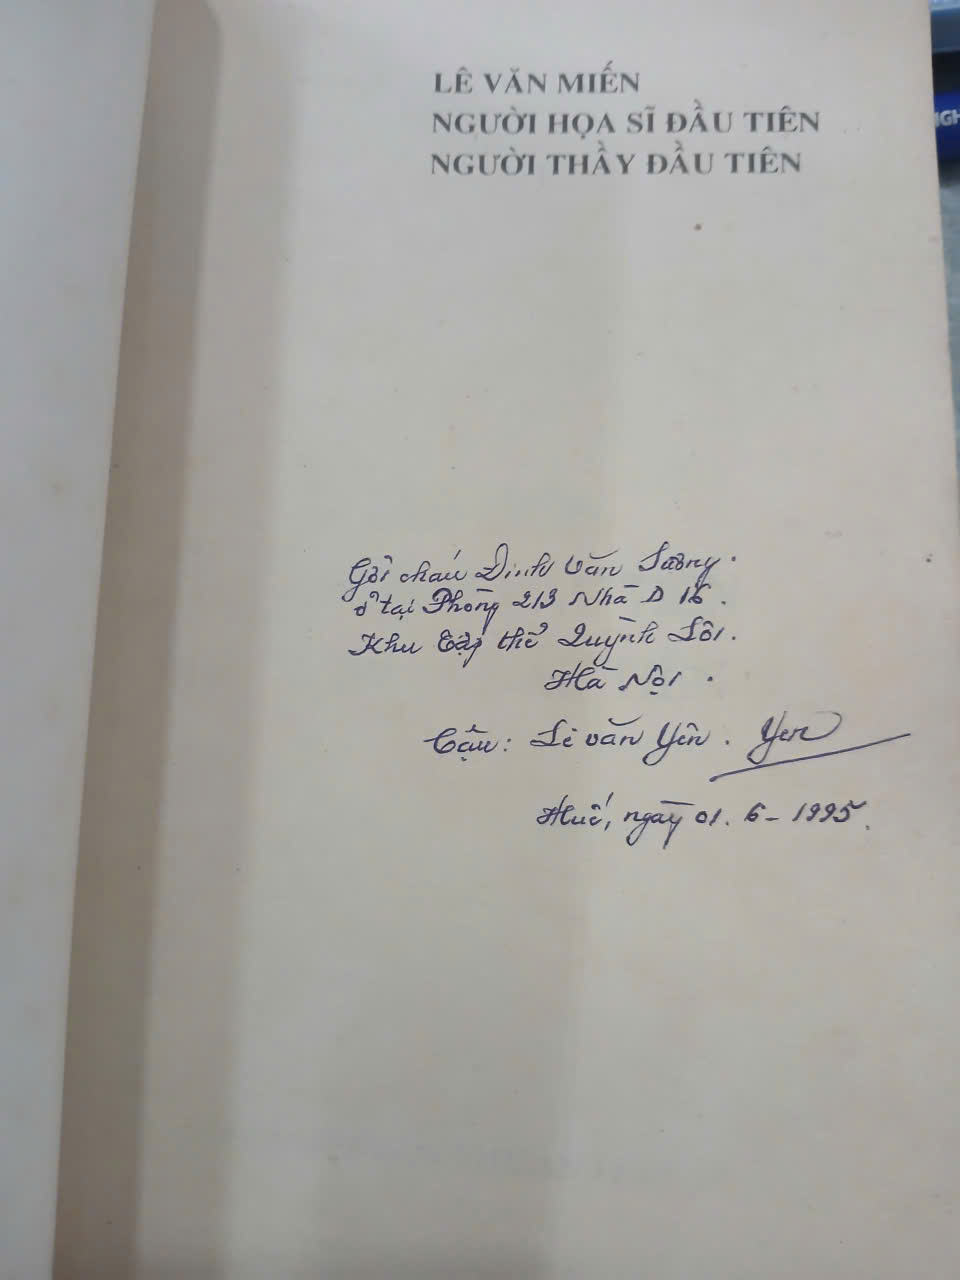 LÊ VĂN MIẾN
NGƯỜI HỌA SĨ ĐẦU TIÊN
NGƯỜI THẦY ĐẦU TIÊN
Gởi cháu Đinh Văn
ở tại Phòng 213 Nhà D 16.
Khu Tập thể Quỳnh Lôi.
Hà Nội.
Cậu: Lê văn Yên. Yen
Huế, ngày 01. 6 - 1995.